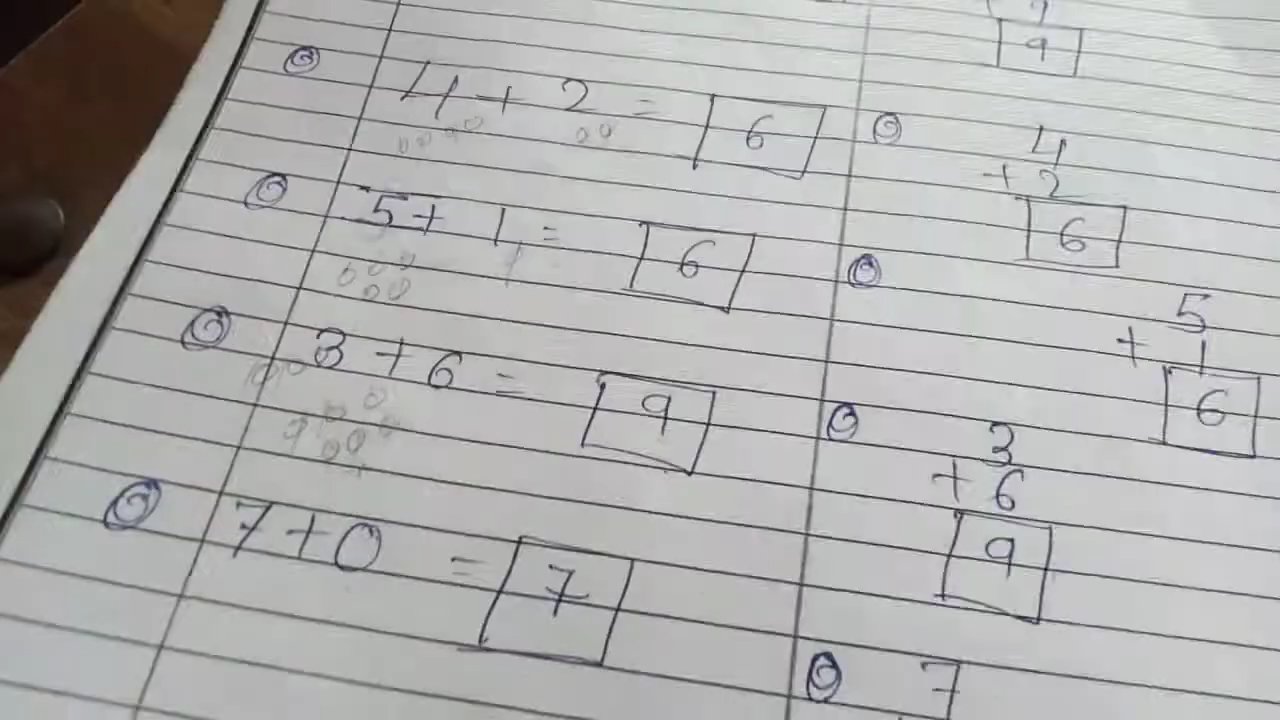 4 + 2 = 6
5 + 1 = 6
3 + 6 = 9
7 + 0 = 7
9
4
+ 2
6
5
+ 1
6
3
+ 6
9
7